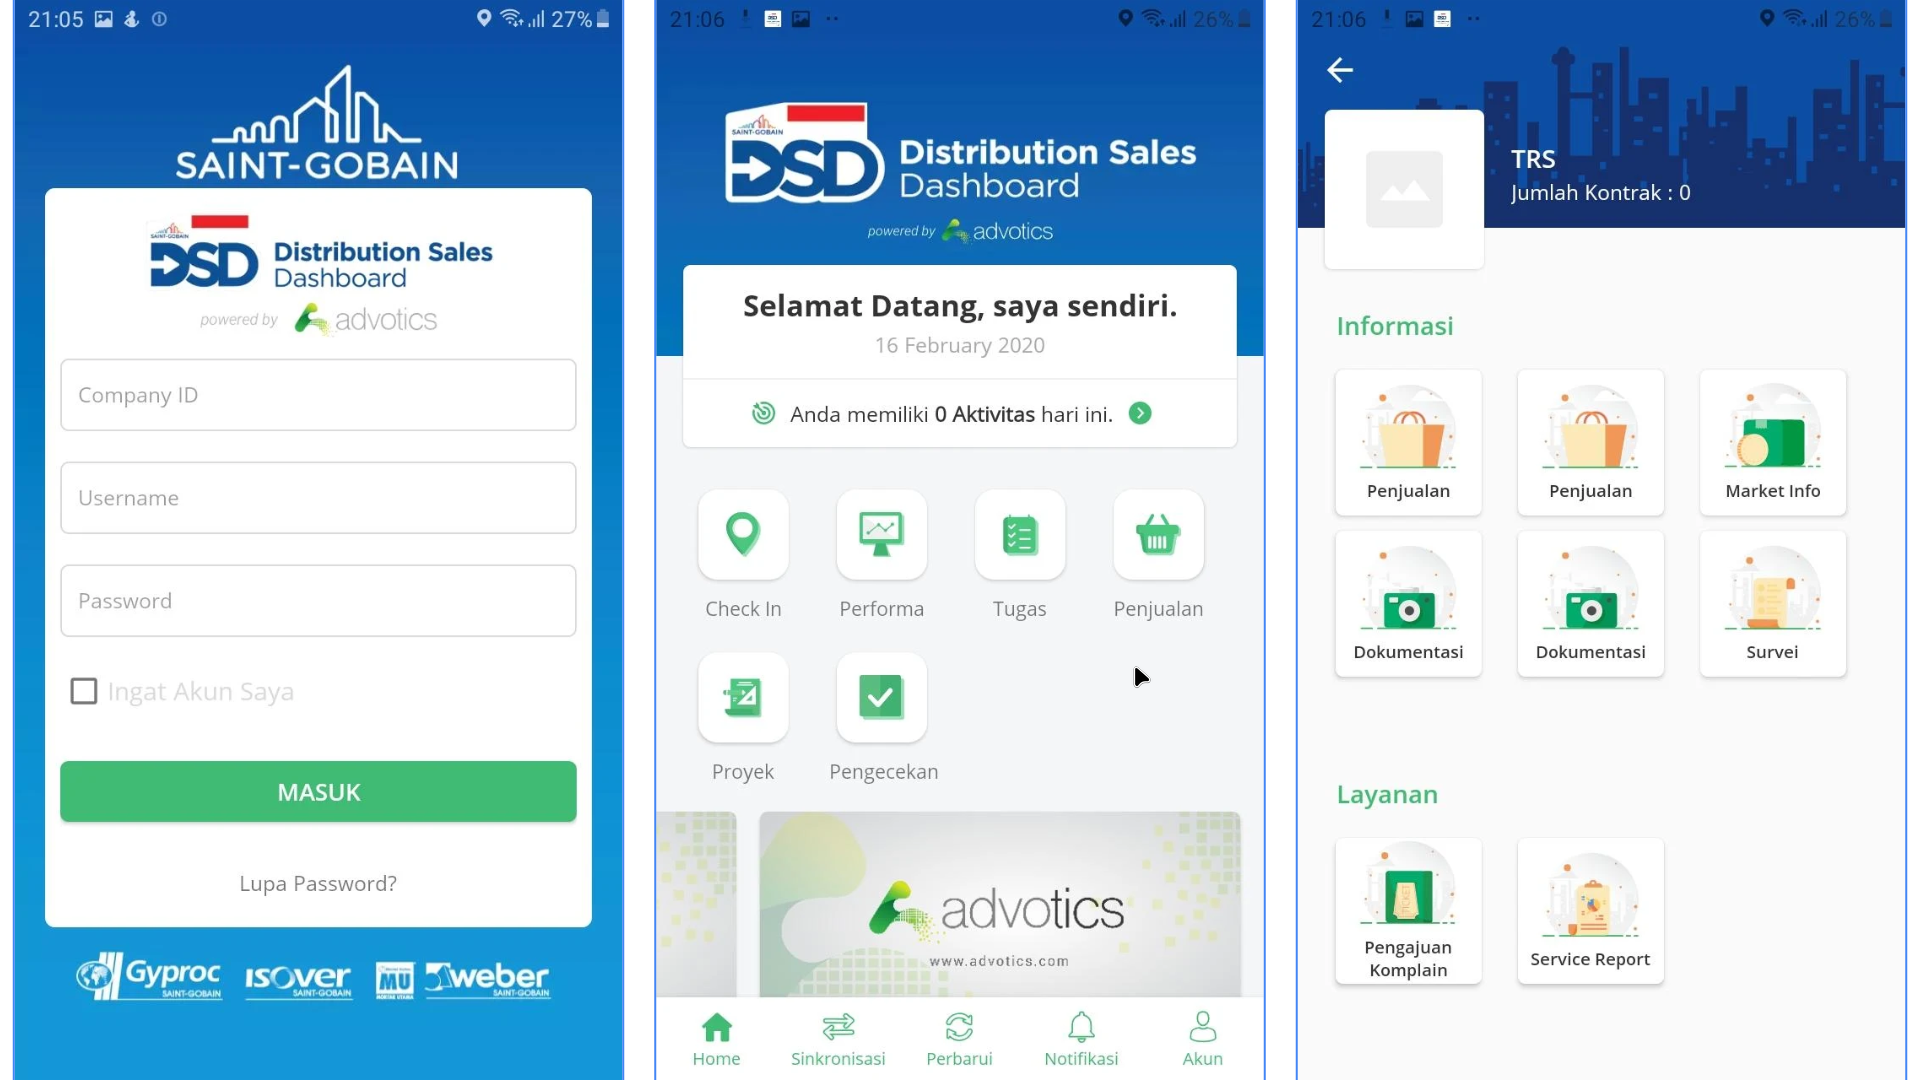 21:05
27%
SAINT-GOBAIN
SAINT-GOBAIN
DSD
Distribution Sales
Dashboard
powered by advotics
Company ID
Username
Password
Ingat Akun Saya
MASUK
Lupa Password?
Gyproc
SAINT-GOBAIN
ISOVER
SAINT-GOBAIN
MU
weber
SAINT-GOBAIN
21:06
26%
SAINT-GOBAIN
DSD
Distribution Sales
Dashboard
powered by advotics
Selamat Datang, saya sendiri.
16 February 2020
Anda memiliki 0 Aktivitas hari ini.
Check In Performa Tugas Penjualan
Proyek Pengecekan
advotics
www.advotics.com
Home Sinkronisasi Perbarui Notifikasi Akun
21:06
26%
TRS
Jumlah Kontrak : 0
Informasi
Penjualan Penjualan Market Info
Dokumentasi Dokumentasi Survei
Layanan
Pengajuan
Komplain
Service Report